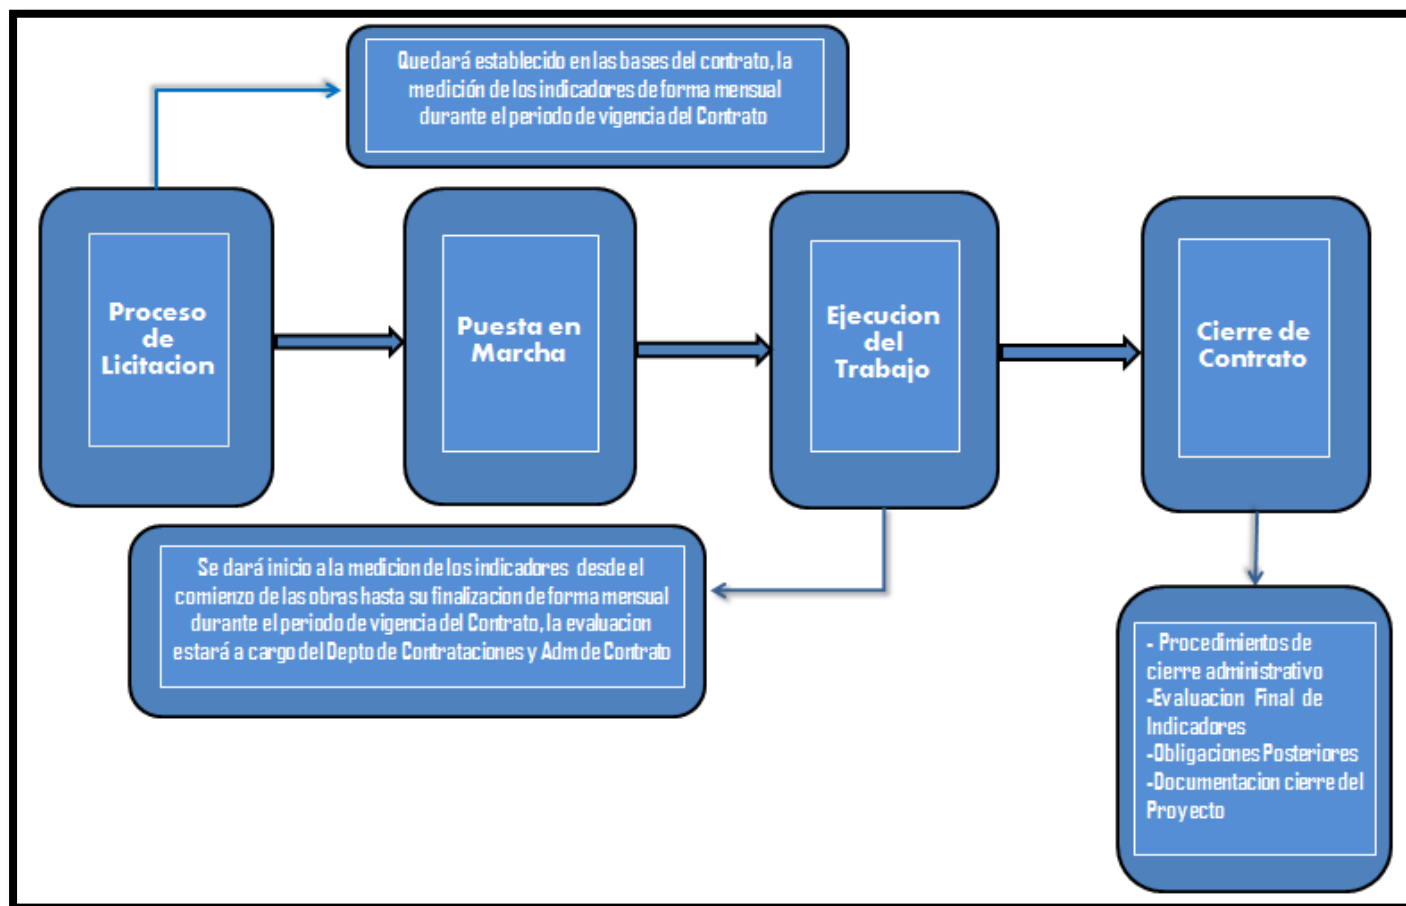 Quedará establecido en las bases del contrato, la
medición de los indicadores de forma mensual
durante el periodo de vigencia del Contrato
Proceso
de
Licitacion
Puesta en
Marcha
Ejecucion
del
Trabajo
Cierre de
Contrato
Se dará inicio a la medicion de los indicadores desde el
comienzo de las obras hasta su finalizacion de forma mensual
durante el periodo de vigencia del Contrato, la evaluacion
estará a cargo del Depto de Contrataciones y Adm de Contrato
- Procedimientos de
cierre administrativo
-Evaluacion Final de
Indicadores
-Obligaciones Posteriores
-Documentacion cierre del
Proyecto